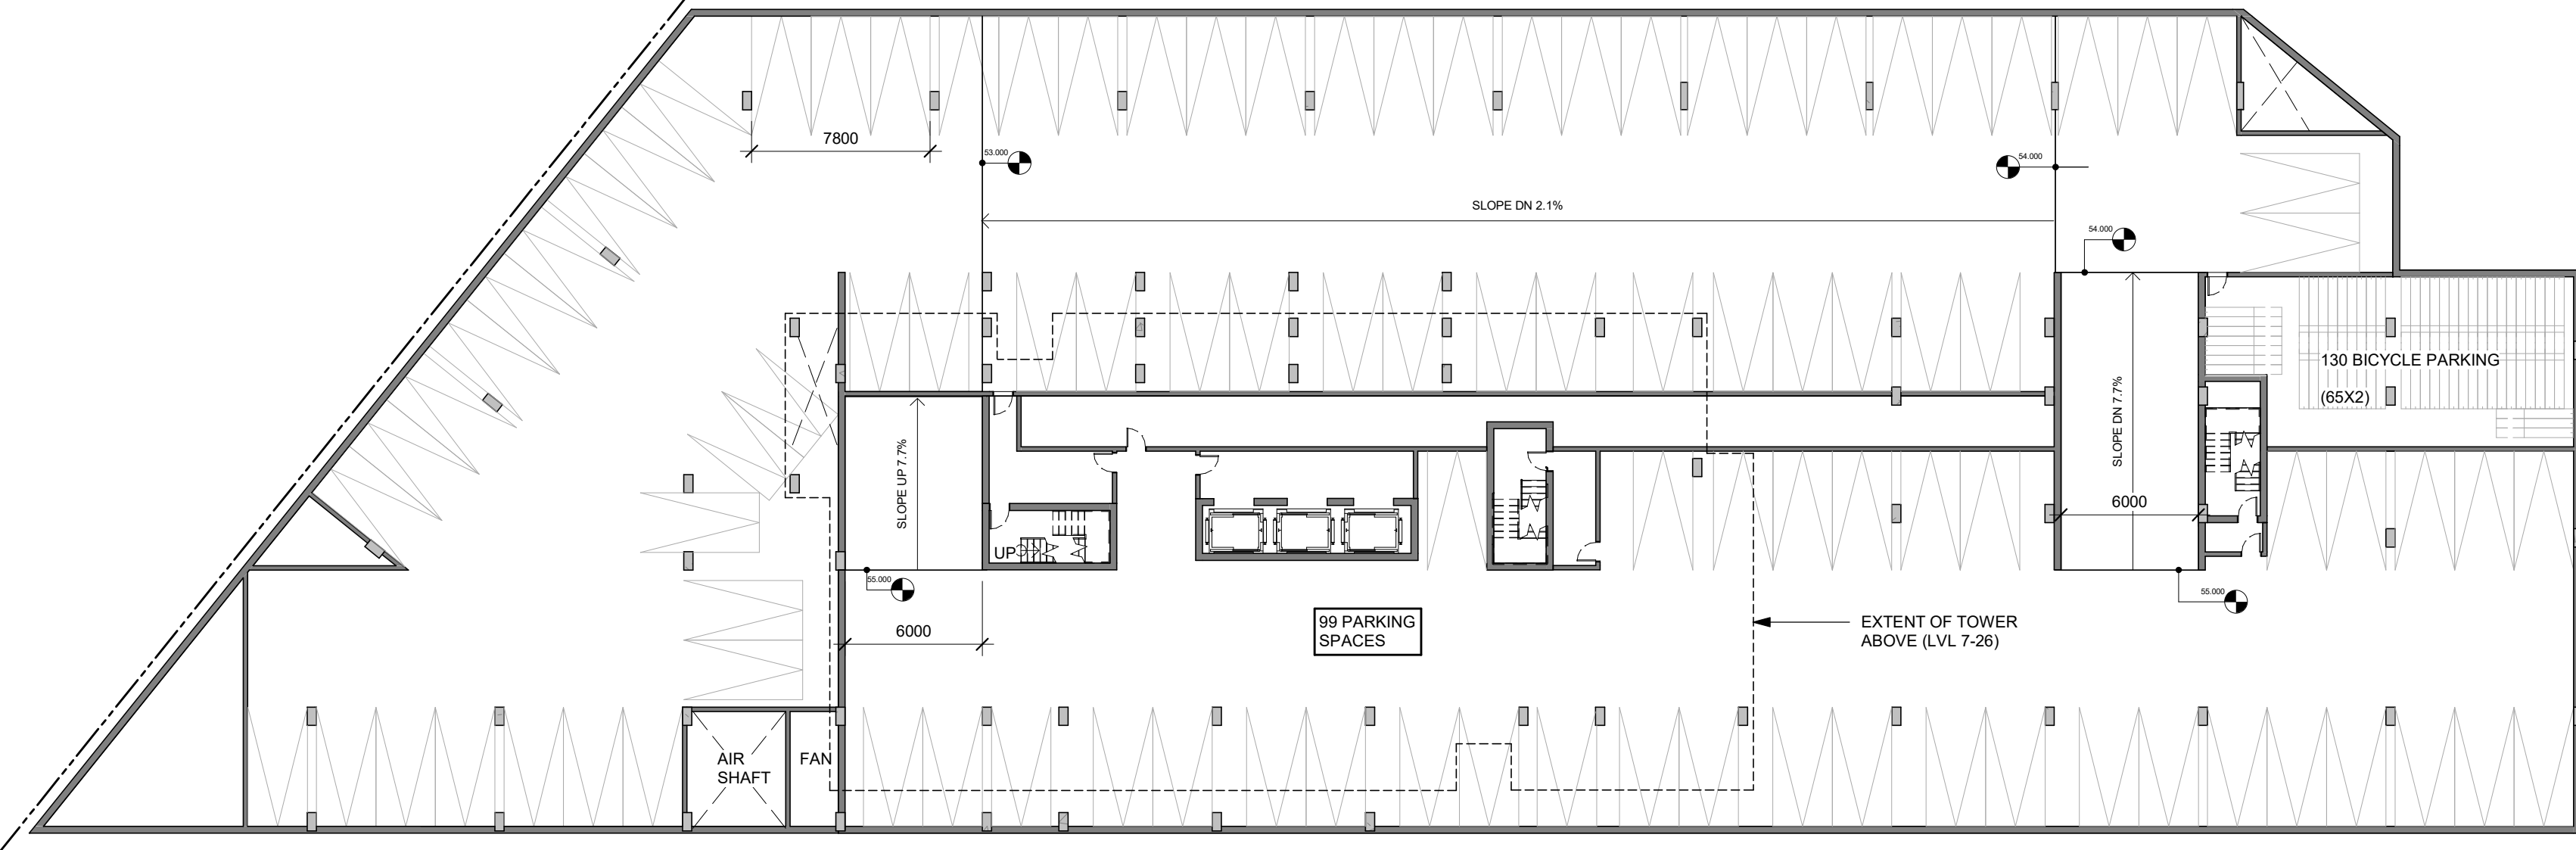 7800
53.000
54.000
SLOPE DN 2.1%
54.000
130 BICYCLE PARKING
(65X2)
SLOPE UP 7.7%
SLOPE DN 7.7%
6000
UP
55.000
55.000
99 PARKING
SPACES
EXTENT OF TOWER
ABOVE (LVL 7-26)
6000
AIR
SHAFT
FAN